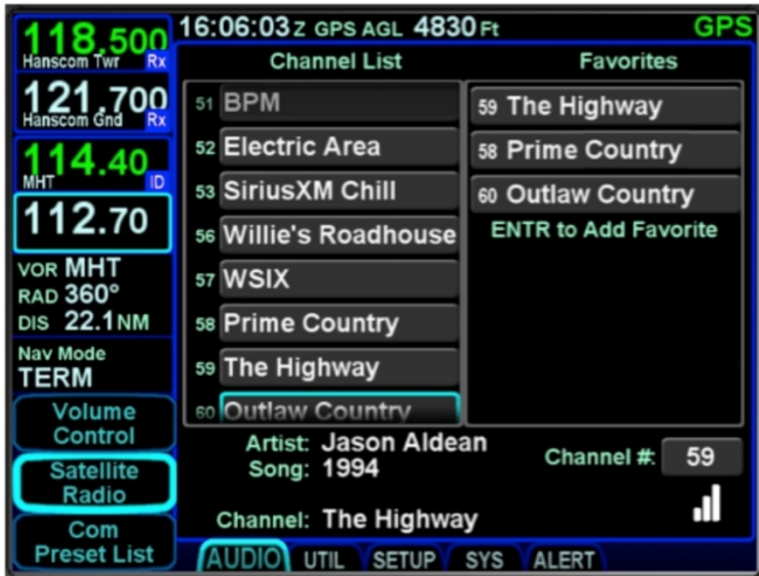 118.500
Hanscom Twr Rx
121.700
Hanscom Gnd Rx
114.40
MHT ID
112.70
VOR MHT
RAD 360°
DIS 22.1NM
Nav Mode
TERM
Volume
Control
Satellite
Radio
Com
Preset List
16:06:03 Z GPS AGL 4830 Ft GPS
Channel List
51 BPM
52 Electric Area
53 SiriusXM Chill
56 Willie's Roadhouse
57 WSIX
58 Prime Country
59 The Highway
60 Outlaw Country
Favorites
59 The Highway
58 Prime Country
60 Outlaw Country
ENTR to Add Favorite
Artist: Jason Aldean
Song: 1994
Channel: The Highway
Channel #: 59
AUDIO UTIL SETUP SYS ALERT